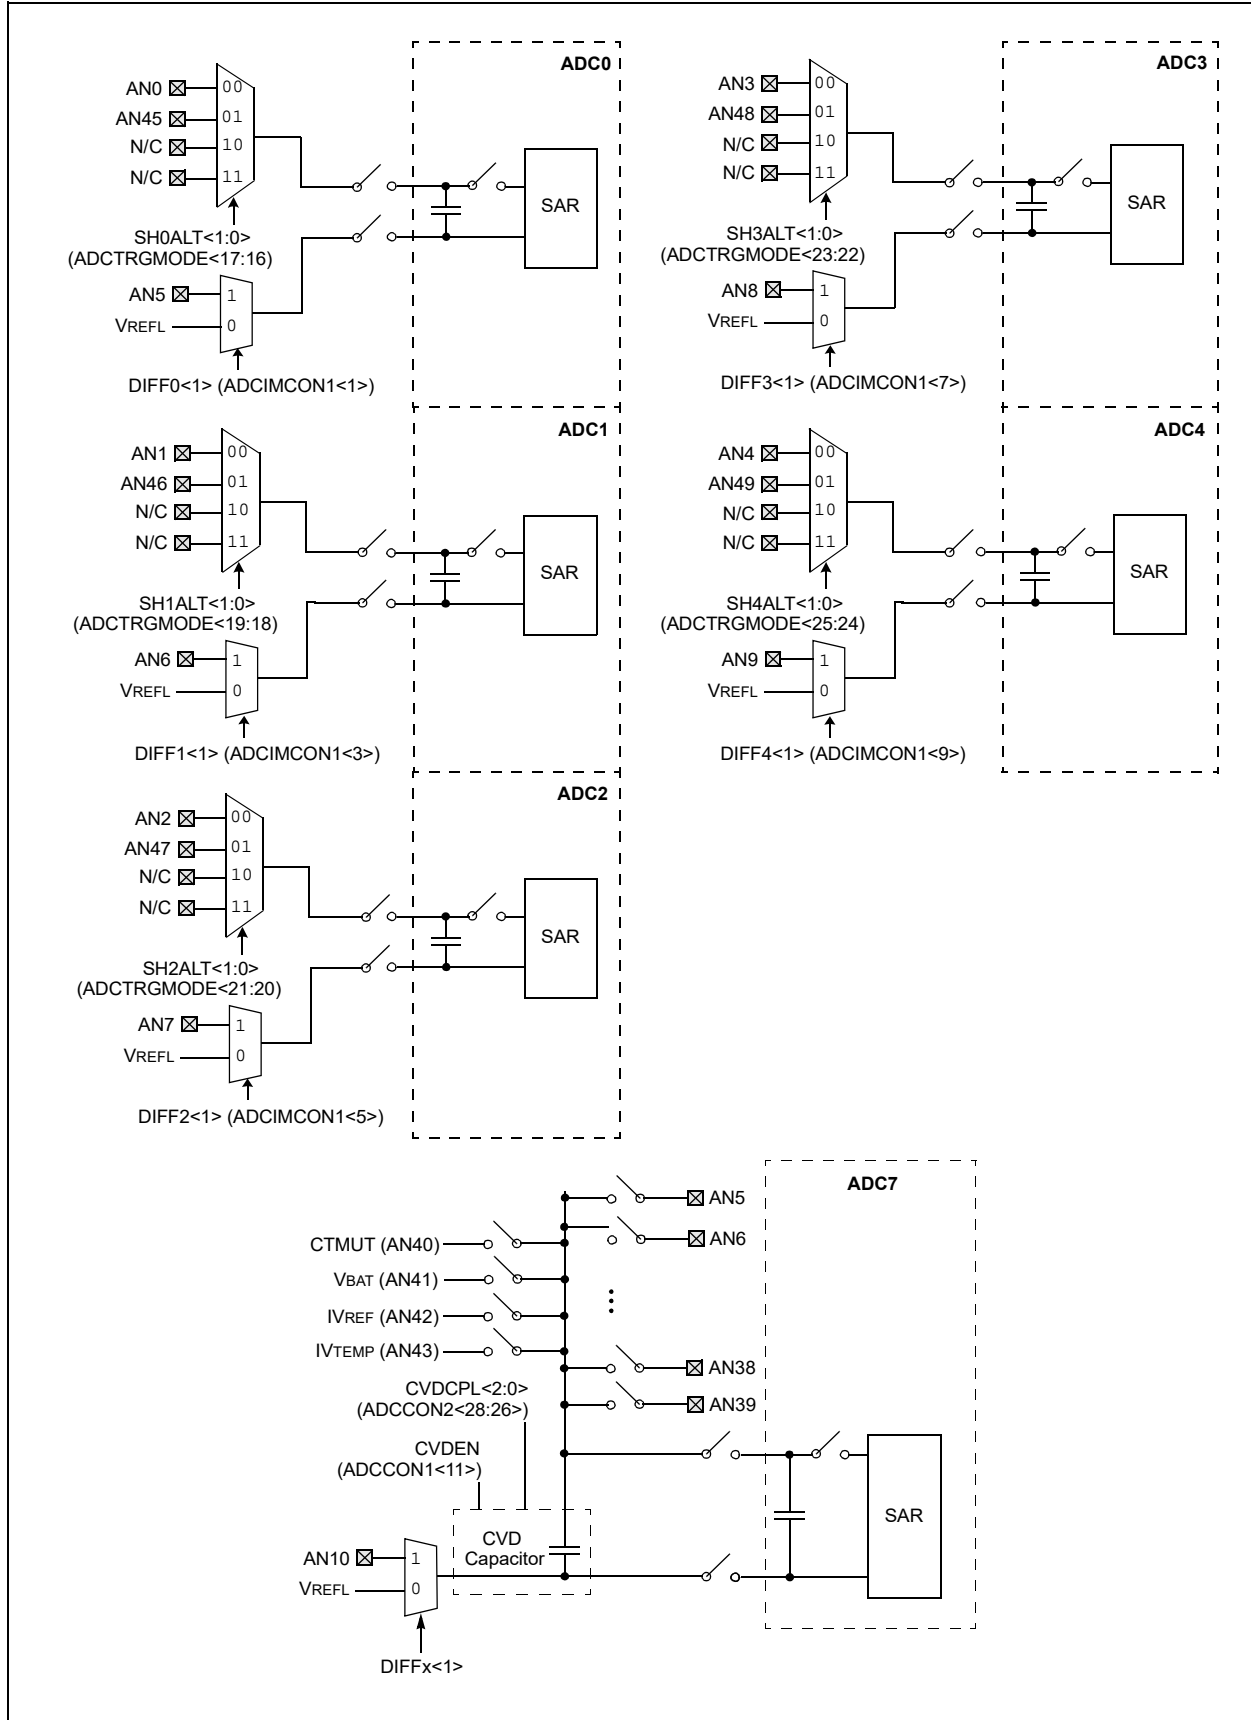 ADC0
AN0
00
AN45
01
N/C
10
N/C
11
SAR
SH0ALT<1:0>
(ADCTRGMODE<17:16)
AN5
1
VREFL
0
DIFF0<1> (ADCIMCON1<1>)
ADC3
AN3
00
AN48
01
N/C
10
N/C
11
SAR
SH3ALT<1:0>
(ADCTRGMODE<23:22)
AN8
1
VREFL
0
DIFF3<1> (ADCIMCON1<7>)
ADC1
AN1
00
AN46
01
N/C
10
N/C
11
SAR
SH1ALT<1:0>
(ADCTRGMODE<19:18)
AN6
1
VREFL
0
DIFF1<1> (ADCIMCON1<3>)
ADC4
AN4
00
AN49
01
N/C
10
N/C
11
SAR
SH4ALT<1:0>
(ADCTRGMODE<25:24)
AN9
1
VREFL
0
DIFF4<1> (ADCIMCON1<9>)
ADC2
AN2
00
AN47
01
N/C
10
N/C
11
SAR
SH2ALT<1:0>
(ADCTRGMODE<21:20)
AN7
1
VREFL
0
DIFF2<1> (ADCIMCON1<5>)
ADC7
AN5
AN6
CTMUT (AN40)
VBAT (AN41)
IVREF (AN42)
IVTEMP (AN43)
AN38
AN39
CVDCPL<2:0>
(ADCCON2<28:26>)
CVDEN
(ADCCON1<11>)
SAR
CVD
Capacitor
AN10
1
VREFL
0
DIFFx<1>